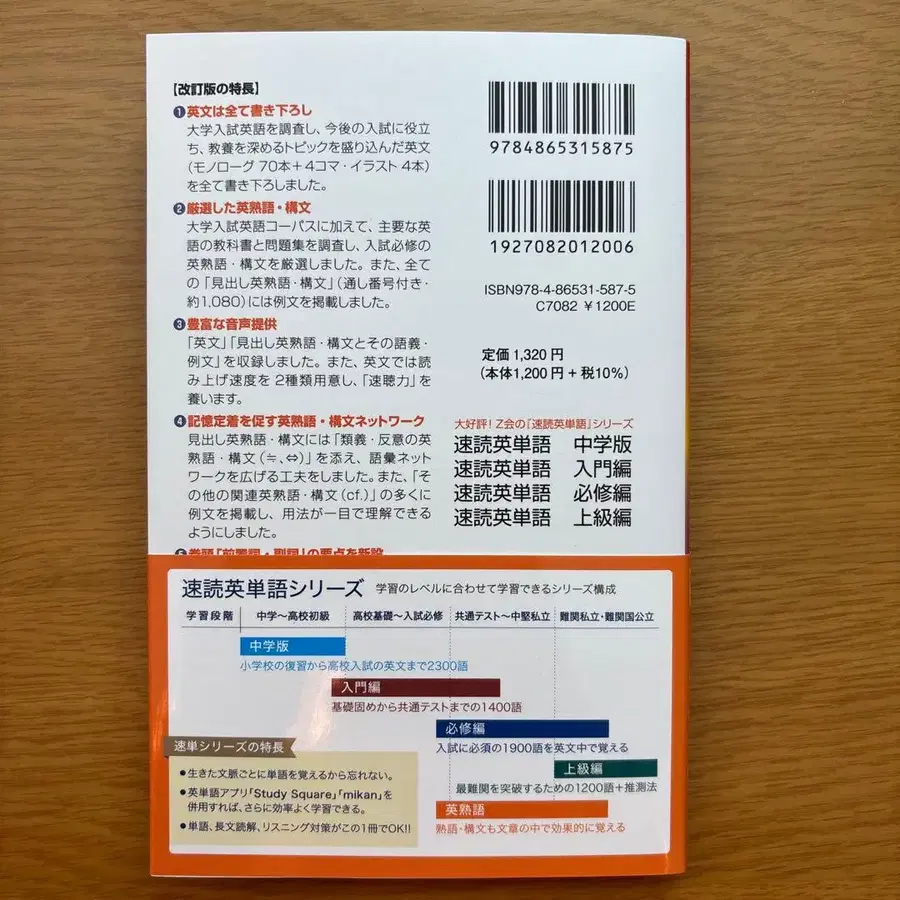 【改訂版の特長】
❶英文は全て書き下ろし
大学入試英語を調査し、今後の入試に役立
ち、教養を深めるトピックを盛り込んだ英文
(モノローグ 70本+4コマ・イラスト 4本)
を全て書き下ろしました。
❷厳選した英熟語・構文
大学入試英語コーパスに加えて、主要な英
語の教科書と問題集を調査し、入試必修の
英熟語・構文を厳選しました。また、全て
の「見出し英熟語・構文」(通し番号付き・
約1,080)には例文を掲載しました。
❸豊富な音声提供
「英文」「見出し英熟語・構文とその語義・
例文」を収録しました。また、英文では読
み上げ速度を 2種類用意し、「速聴力」を
養います。
❹記憶定着を促す英熟語・構文ネットワーク
見出し英熟語・構文には「類義・反意の英
熟語・構文(≒、⇔)」を添え、語彙ネット
ワークを広げる工夫をしました。また、「そ
の他の関連英熟語・構文(cf.)」の多くに
例文を掲載し、用法が一目で理解できる
ようにしました。
❺巻頭「前置詞・副詞」の要点を新設
9784865315875
1927082012006
ISBN978-4-86531-587-5
C7082 ¥1200E
定価 1,320 円
(本体1,200 円 + 税10%)
大好評! Z会の『速読英単語』シリーズ
速読英単語 中学版
速読英単語 入門編
速読英単語 必修編
速読英単語 上級編
速読英単語シリーズ 学習のレベルに合わせて学習できるシリーズ構成
学習段階 中学〜高校初級 高校基礎〜入試必修 共通テスト〜中堅私立 難関私立・難関国公立
中学版
小学校の復習から高校入試の英文まで2300語
入門編
基礎固めから共通テストまでの1400語
必修編
入試に必須の1900語を英文中で覚える
上級編
最難関を突破するための1200語+推測法
英熟語
熟語・構文も文章の中で効果的に覚える
速単シリーズの特長
●生きた文脈ごとに単語を覚えるから忘れない。
●英単語アプリ「Study Square」「mikan」を
併用すれば、さらに効率よく学習できる。
●単語、長文読解、リスニング対策がこの1冊でOK!!